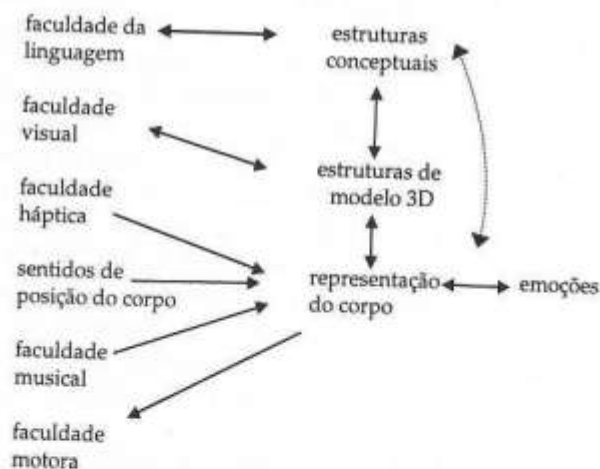 faculdade da
linguagem
estruturas
conceptuais
faculdade
visual
estruturas de
modelo 3D
faculdade
háptica
sentidos de
posição do corpo
representação
do corpo
emoções
faculdade
musical
faculdade
motora